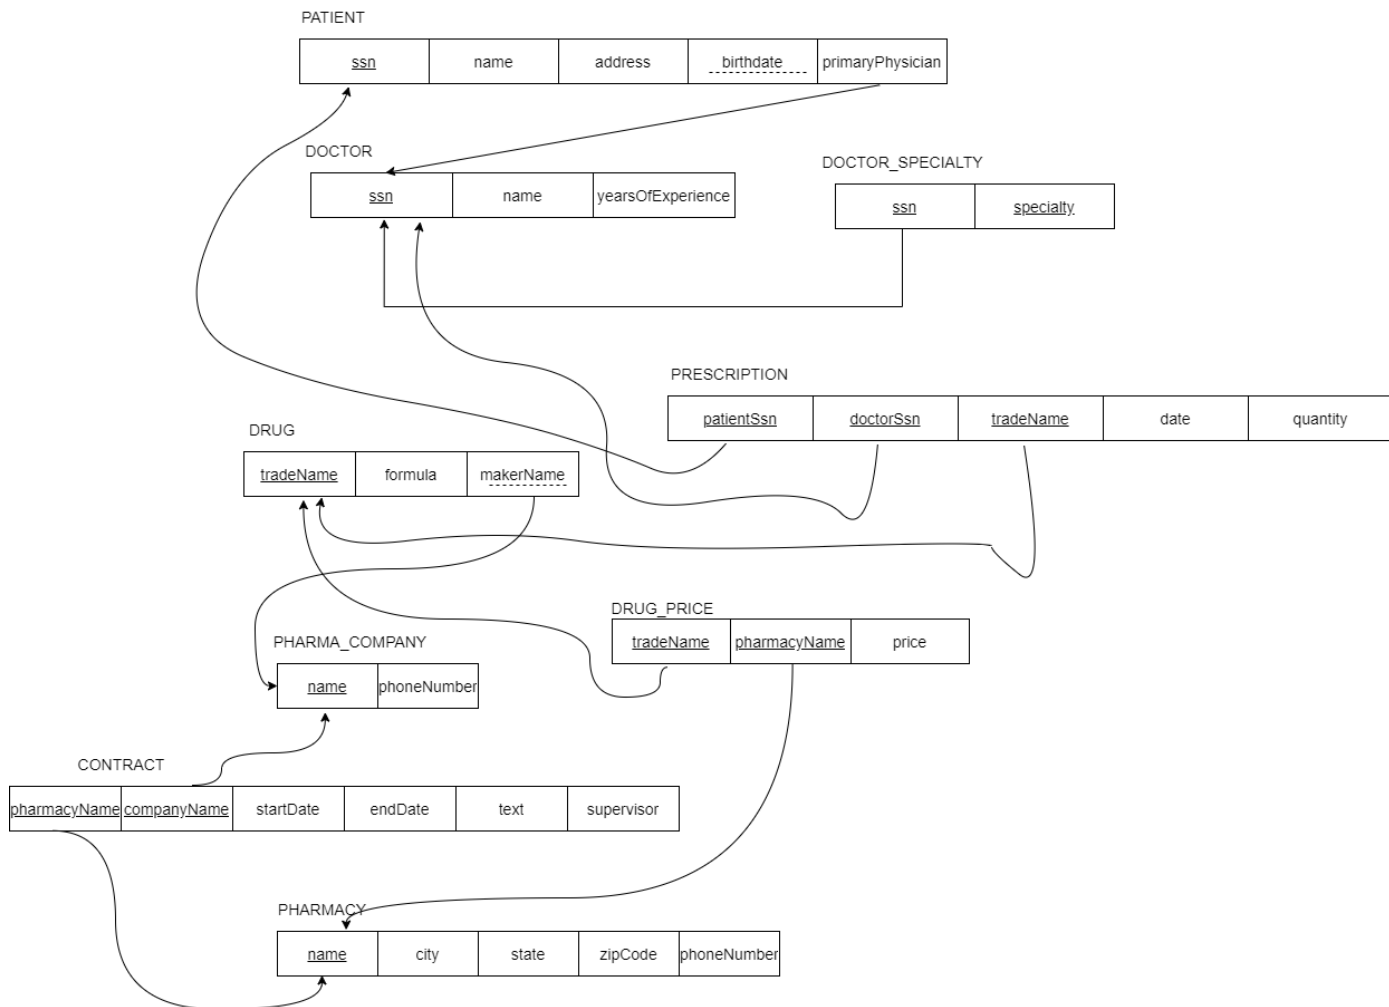 PATIENT
ssn name address birthdate primaryPhysician
DOCTOR
ssn name yearsOfExperience
DOCTOR_SPECIALTY
ssn specialty
PRESCRIPTION
patientSsn doctorSsn tradeName date quantity
DRUG
tradeName formula makerName
DRUG_PRICE
tradeName pharmacyName price
PHARMA_COMPANY
name phoneNumber
CONTRACT
pharmacyName companyName startDate endDate text supervisor
PHARMACY
name city state zipCode phoneNumber